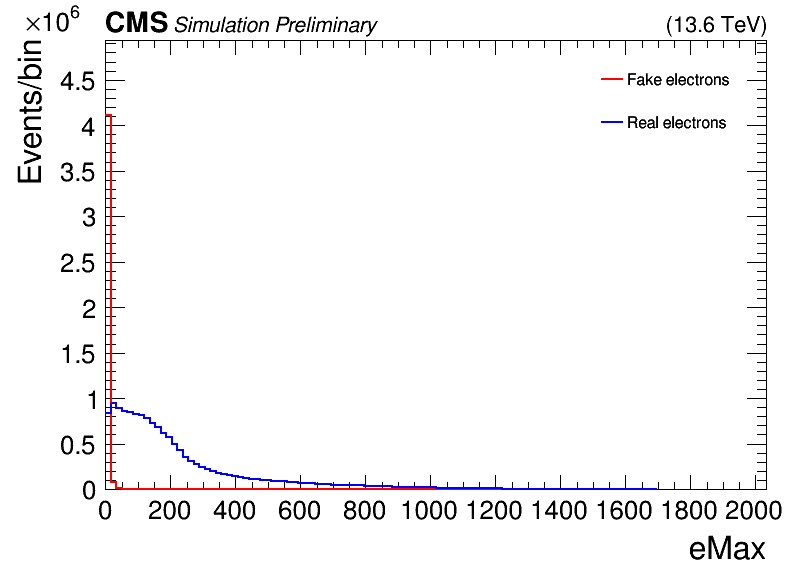 ×10⁶ CMS Simulation Preliminary (13.6 TeV)
Events/bin
Fake electrons
Real electrons
4.5
4
3.5
3
2.5
2
1.5
1
0.5
0
0 200 400 600 800 1000 1200 1400 1600 1800 2000
eMax